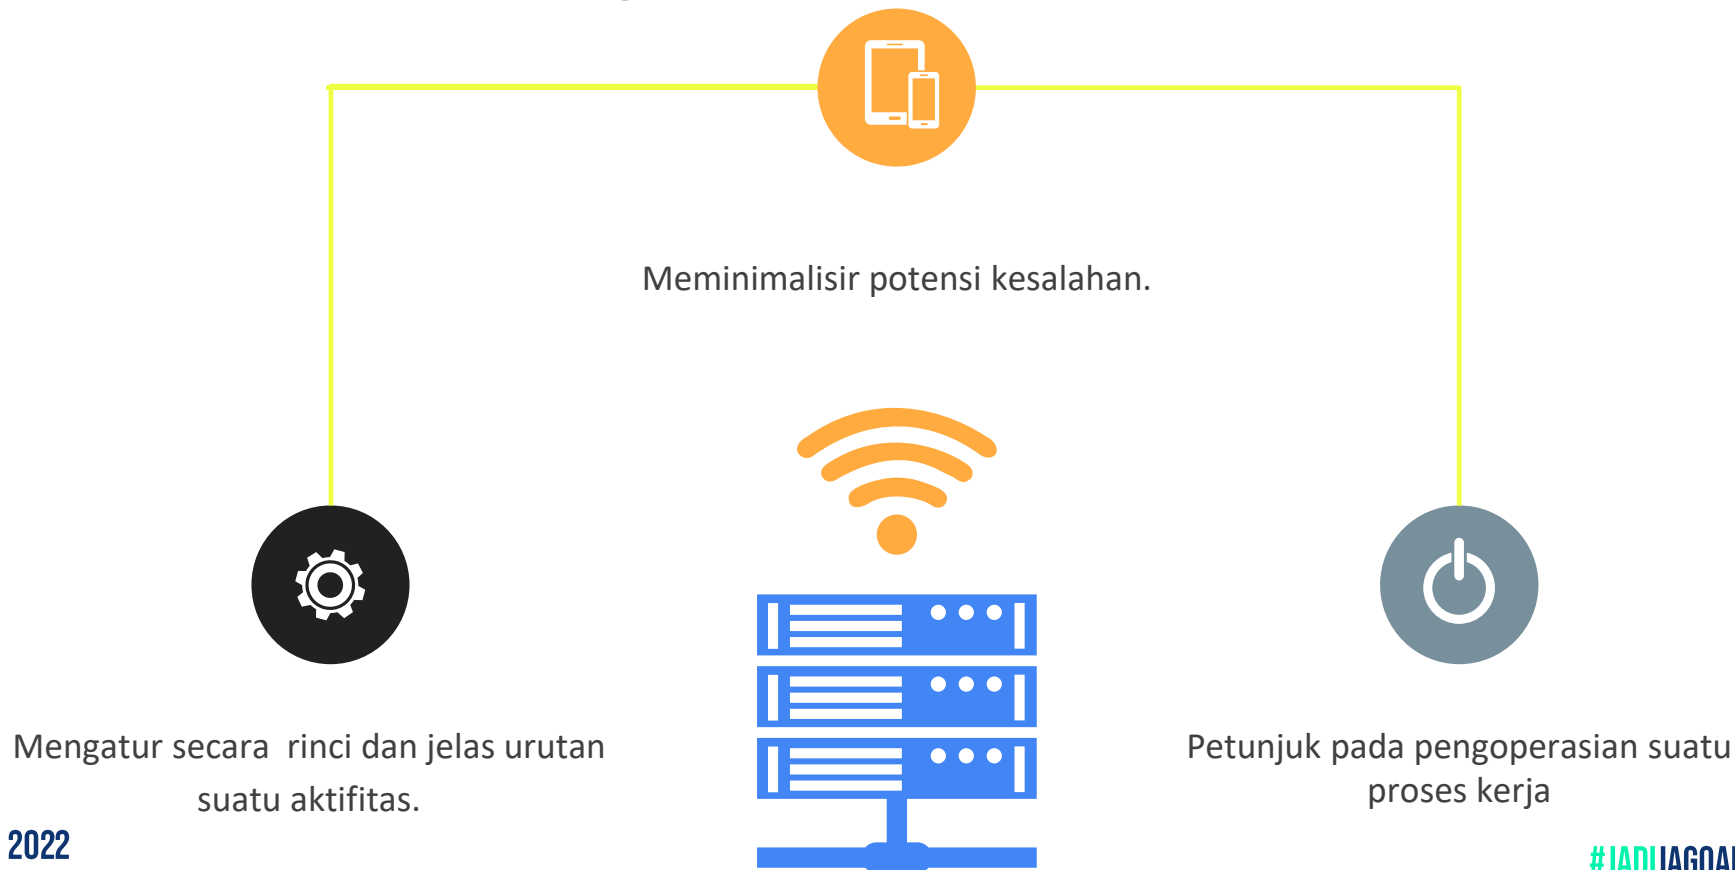 Meminimalisir potensi kesalahan.
Mengatur secara  rinci dan jelas urutan
suatu aktifitas.
Petunjuk pada pengoperasian suatu
proses kerja
2022